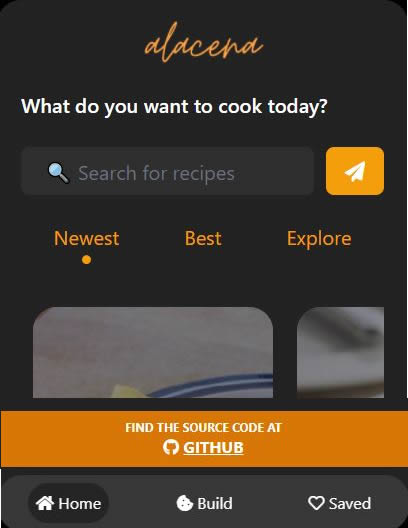 alacena
What do you want to cook today?
Search for recipes
Newest Best Explore
FIND THE SOURCE CODE AT
GITHUB
Home Build Saved